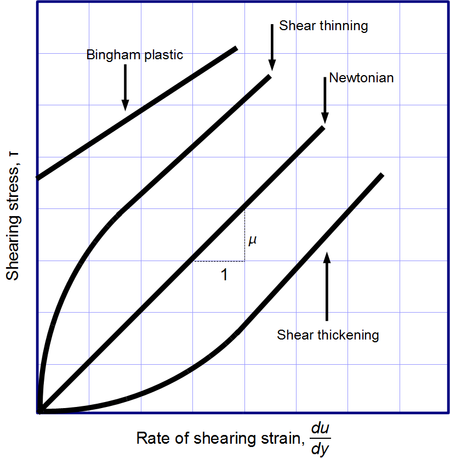 Shear thinning
Bingham plastic
Newtonian
Shearing stress, τ
μ
1
Shear thickening
Rate of shearing strain, du/dy